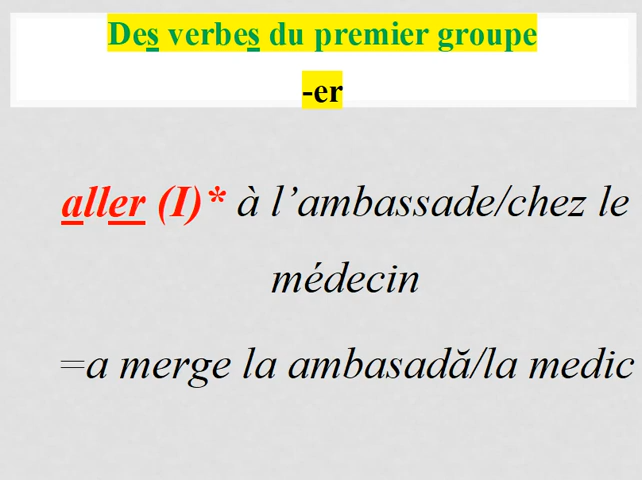 Des verbes du premier groupe
-er
aller (I)* à l’ambassade/chez le
médecin
=a merge la ambasadă/la medic